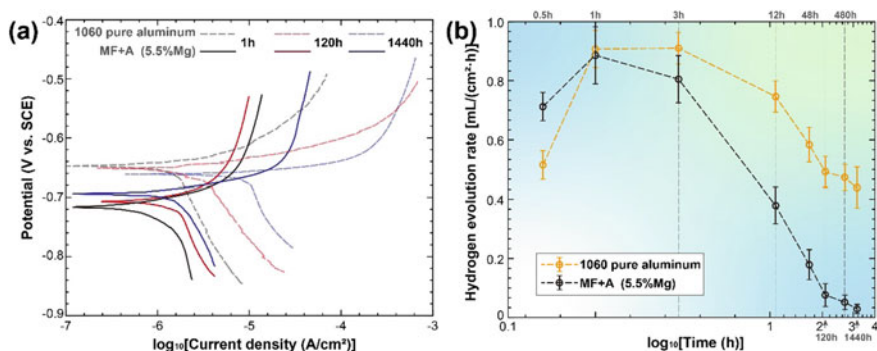 (a)
1060 pure aluminum
MF+A (5.5%Mg)
1h
120h
1440h
-0.4
-0.5
-0.6
-0.7
-0.8
-0.9
Potential (V vs. SCE)
-7
-6
-5
-4
-3
-2
log₁₀[Current density (A/cm²)]
(b)
0.5h
1h
3h
12h
48h
480h
1.0
0.8
0.6
0.4
0.2
0
Hydrogen evolution rate [mL/(cm²·h)]
1060 pure aluminum
MF+A (5.5%Mg)
0.1
1
2
3
4
120h
1440h
log₁₀[Time (h)]